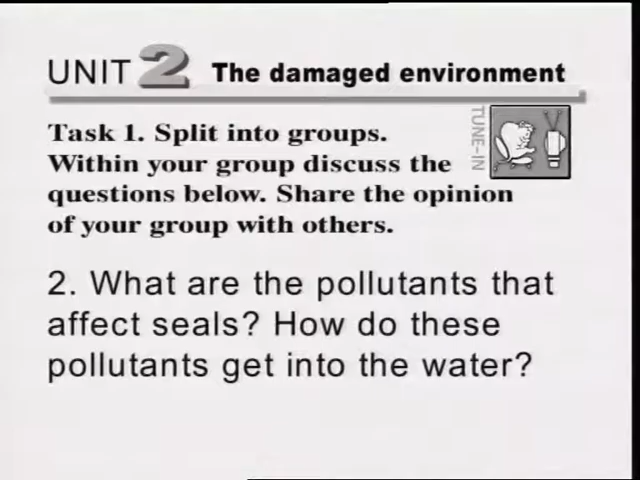 UNIT 2 The damaged environment
TUNE-IN
Task 1. Split into groups.
Within your group discuss the
questions below. Share the opinion
of your group with others.
2. What are the pollutants that
affect seals? How do these
pollutants get into the water?